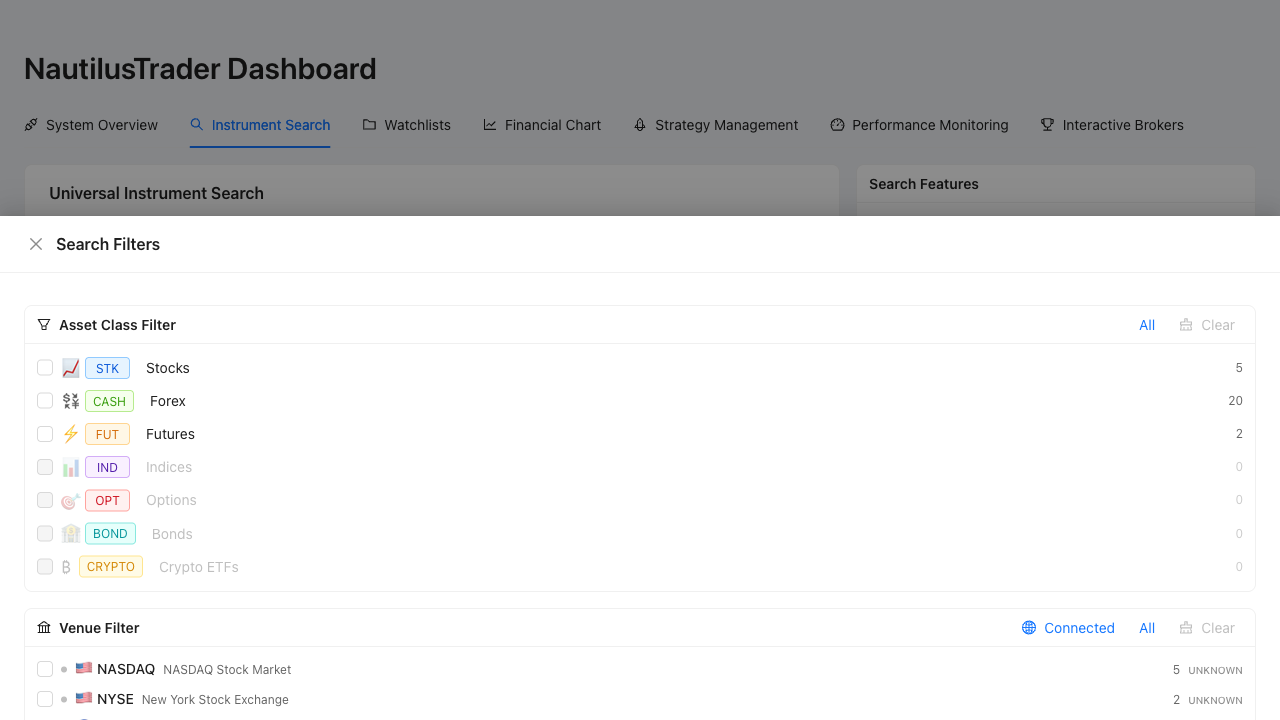 NautilusTrader Dashboard
System Overview Instrument Search Watchlists Financial Chart Strategy Management Performance Monitoring Interactive Brokers
Universal Instrument Search
Search Features
Search Filters
Asset Class Filter All Clear
STK Stocks 5
CASH Forex 20
FUT Futures 2
IND Indices 0
OPT Options 0
BOND Bonds 0
CRYPTO Crypto ETFs 0
Venue Filter Connected All Clear
NASDAQ NASDAQ Stock Market 5 UNKNOWN
NYSE New York Stock Exchange 2 UNKNOWN